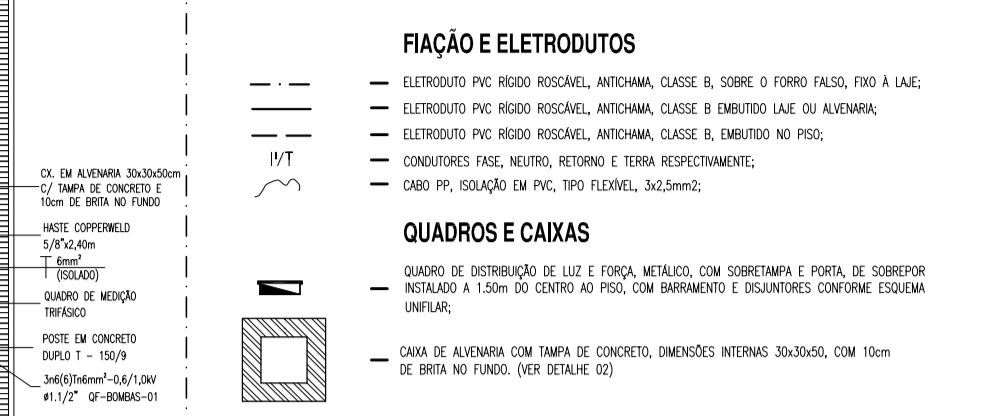 FIAÇÃO E ELETRODUTOS
ELETRODUTO PVC RÍGIDO ROSCÁVEL, ANTICHAMA, CLASSE B, SOBRE O FORRO FALSO, FIXO À LAJE;
ELETRODUTO PVC RÍGIDO ROSCÁVEL, ANTICHAMA, CLASSE B EMBUTIDO LAJE OU ALVENARIA;
ELETRODUTO PVC RÍGIDO ROSCÁVEL, ANTICHAMA, CLASSE B, EMBUTIDO NO PISO;
CONDUTORES FASE, NEUTRO, RETORNO E TERRA RESPECTIVAMENTE;
CABO PP, ISOLAÇÃO EM PVC, TIPO FLEXÍVEL, 3x2,5mm2;
CX. EM ALVENARIA 30x30x50cm
C/ TAMPA DE CONCRETO E
10cm DE BRITA NO FUNDO
HASTE COPPERWELD
5/8"x2,40m
6mm²
(ISOLADO)
QUADRO DE MEDIÇÃO
TRIFÁSICO
POSTE EM CONCRETO
DUPLO T - 150/9
3n6(6)Tn6mm²-0,6/1,0kV
ø1.1/2" QF-BOMBAS-01
QUADROS E CAIXAS
QUADRO DE DISTRIBUIÇÃO DE LUZ E FORÇA, METÁLICO, COM SOBRETAMPA E PORTA, DE SOBREPOR
INSTALADO A 1.50m DO CENTRO AO PISO, COM BARRAMENTO E DISJUNTORES CONFORME ESQUEMA
UNIFILAR;
CAIXA DE ALVENARIA COM TAMPA DE CONCRETO, DIMENSÕES INTERNAS 30x30x50, COM 10cm
DE BRITA NO FUNDO. (VER DETALHE 02)